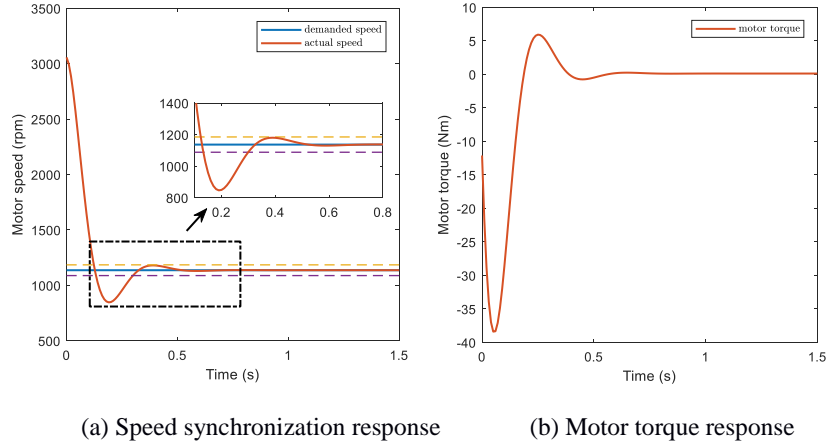 3500
3000
2500
2000
1500
1000
500
Motor speed (rpm)
demanded speed
actual speed
1400
1200
1000
800
0.2 0.4 0.6 0.8
0 0.5 1 1.5
Time (s)
(a) Speed synchronization response
10
5
0
-5
-10
-15
-20
-25
-30
-35
-40
Motor torque (Nm)
motor torque
0 0.5 1 1.5
Time (s)
(b) Motor torque response